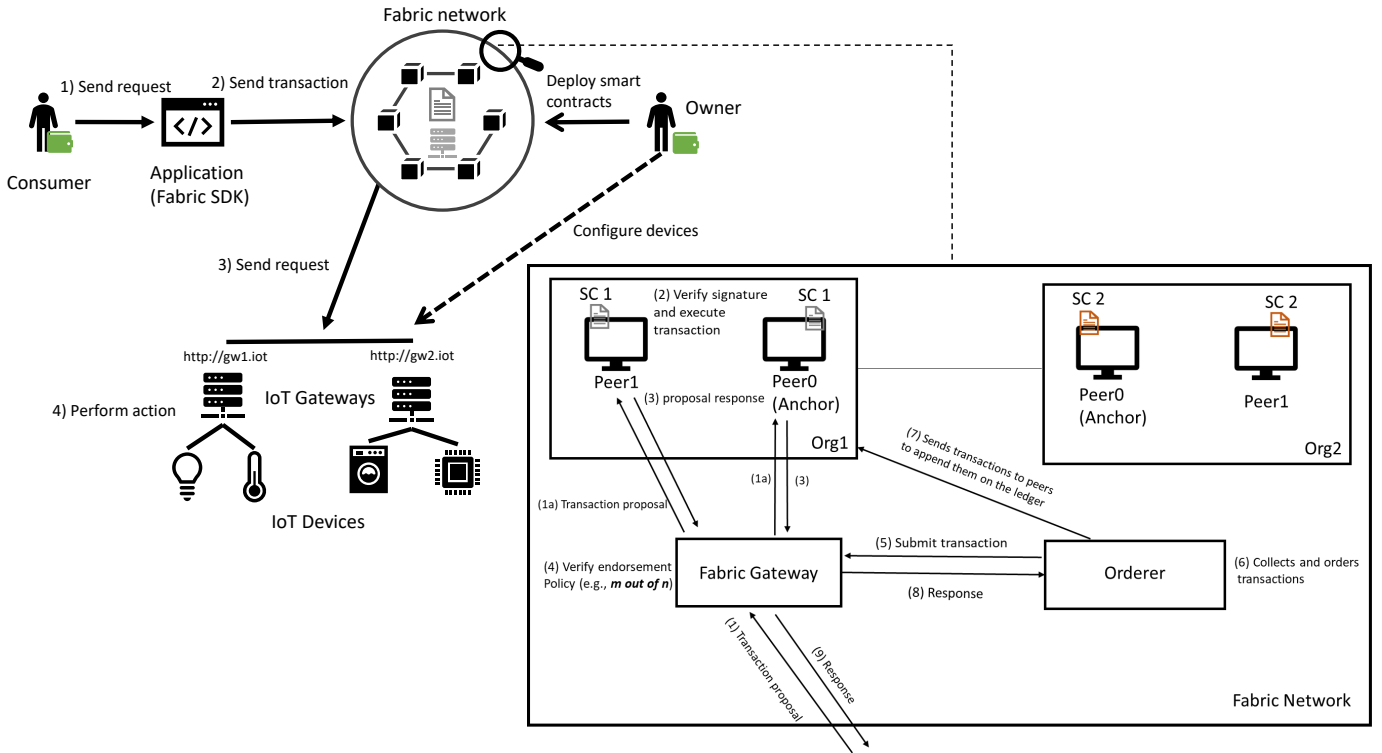 Fabric network
1) Send request
2) Send transaction
Deploy smart
contracts
Owner
</>
Consumer
Application
(Fabric SDK)
Configure devices
3) Send request
http://gw1.iot
http://gw2.iot
IoT Gateways
4) Perform action
IoT Devices
SC 1
(2) Verify signature
and execute
transaction
SC 1
Peer1
Peer0
(Anchor)
(3) proposal response
Org1
SC 2
SC 2
Peer0
(Anchor)
Peer1
Org2
(1a) Transaction proposal
(1a)
(3)
(7) Sends transactions to peers
to append them on the ledger
(4) Verify endorsement
Policy (e.g., m out of n)
Fabric Gateway
(5) Submit transaction
(8) Response
Orderer
(6) Collects and orders
transactions
(1) Transaction proposal
(9) Response
Fabric Network